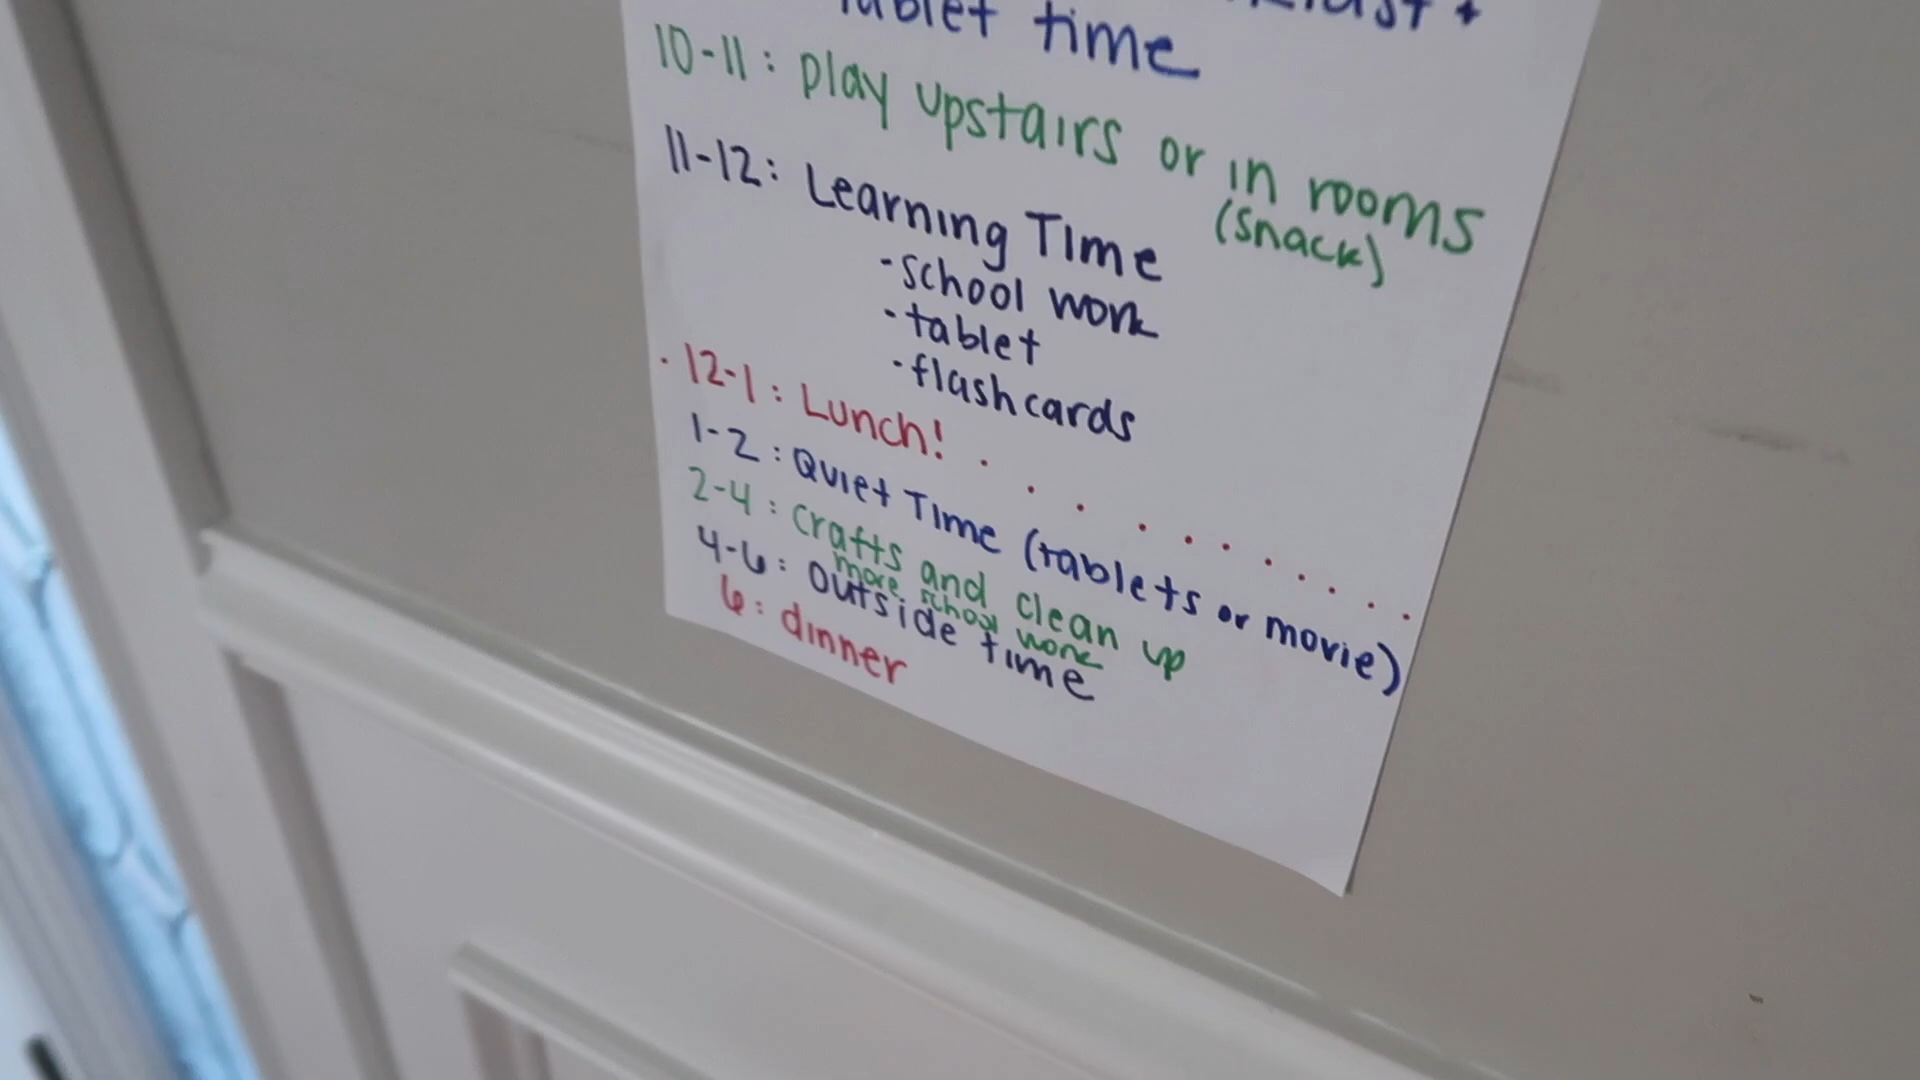 tablet time
10-11: play upstairs or in rooms
(snack)
11-12: Learning Time
-school work
-tablet
-flashcards
12-1: Lunch!
1-2: Quiet Time (tablets or movie)
2-4: crafts and clean up
more school work
4-6: Outside time
6: dinner